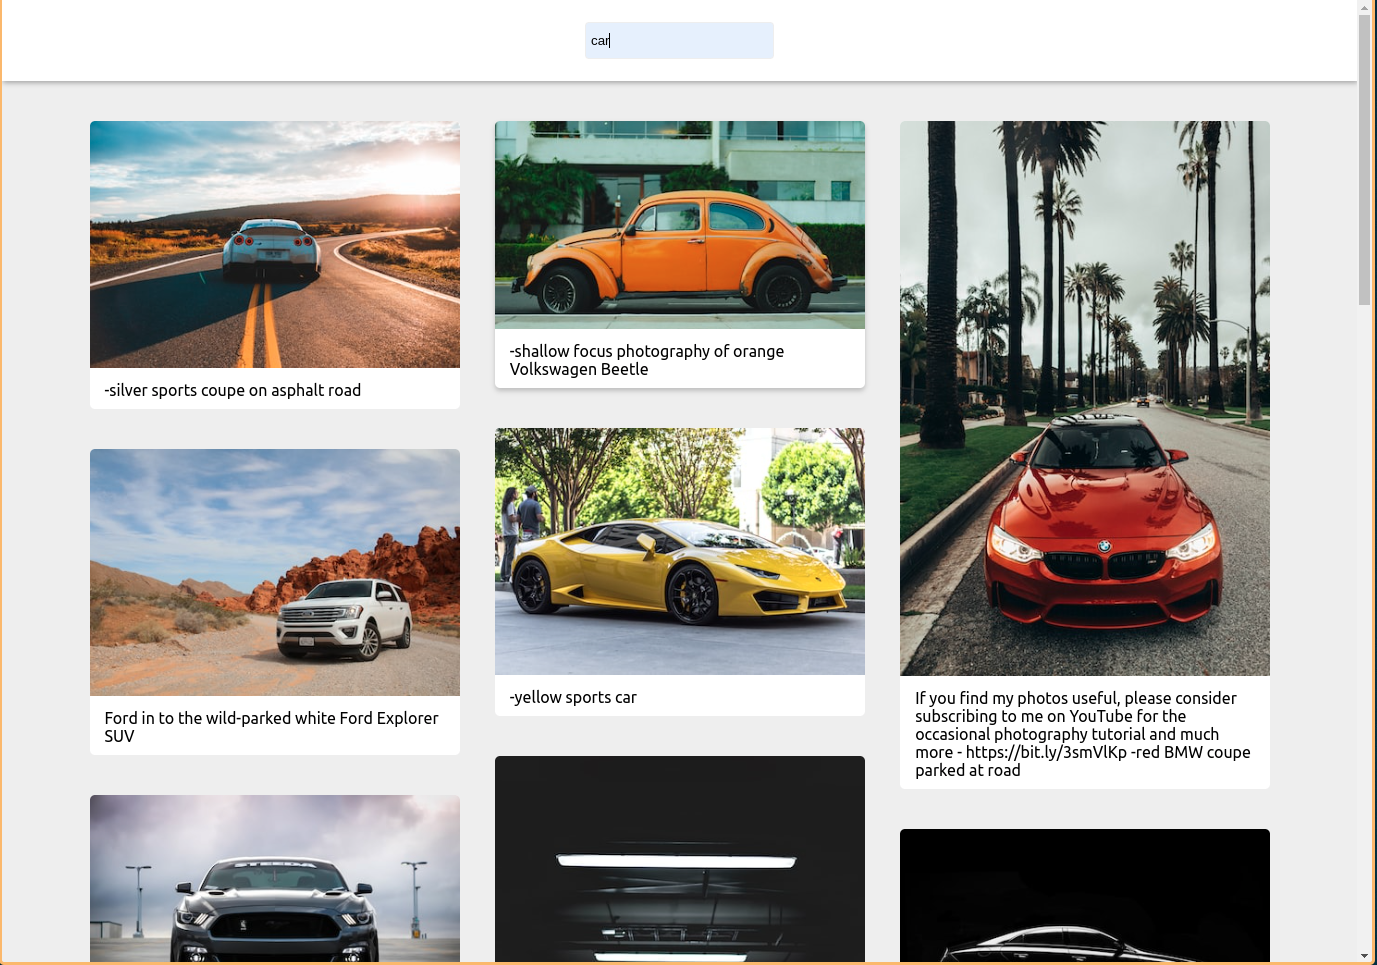 car
-silver sports coupe on asphalt road
-shallow focus photography of orange
Volkswagen Beetle
-yellow sports car
Ford in to the wild-parked white Ford Explorer
SUV
If you find my photos useful, please consider
subscribing to me on YouTube for the
occasional photography tutorial and much
more - https://bit.ly/3smVlKp -red BMW coupe
parked at road
STEEDA